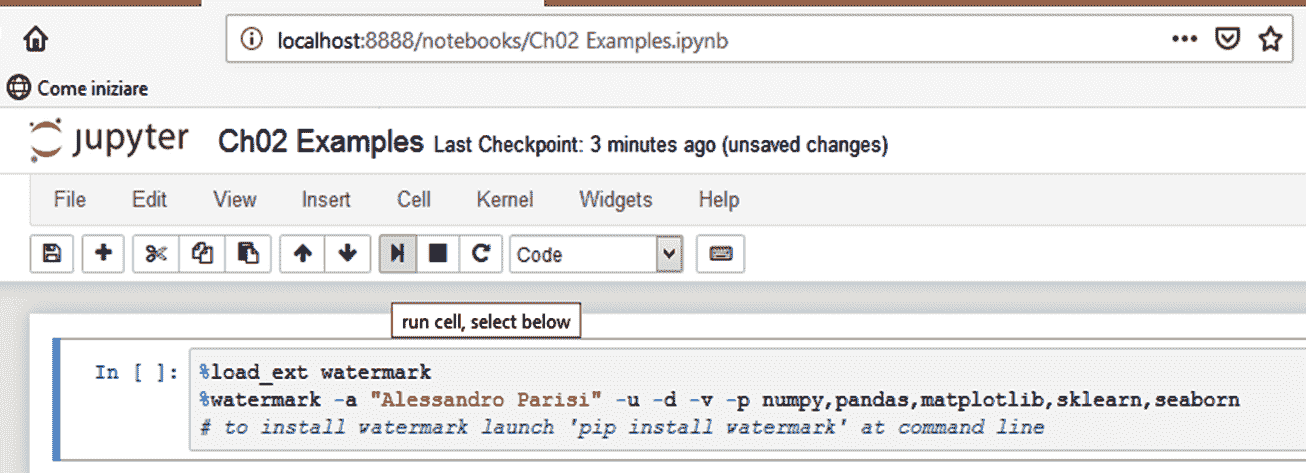 localhost:8888/notebooks/Ch02 Examples.ipynb
Come iniziare
jupyter Ch02 Examples Last Checkpoint: 3 minutes ago (unsaved changes)
File Edit View Insert Cell Kernel Widgets Help
Code
run cell, select below
In [ ]: %load_ext watermark
%watermark -a "Alessandro Parisi" -u -d -v -p numpy,pandas,matplotlib,sklearn,seaborn
# to install watermark launch 'pip install watermark' at command line